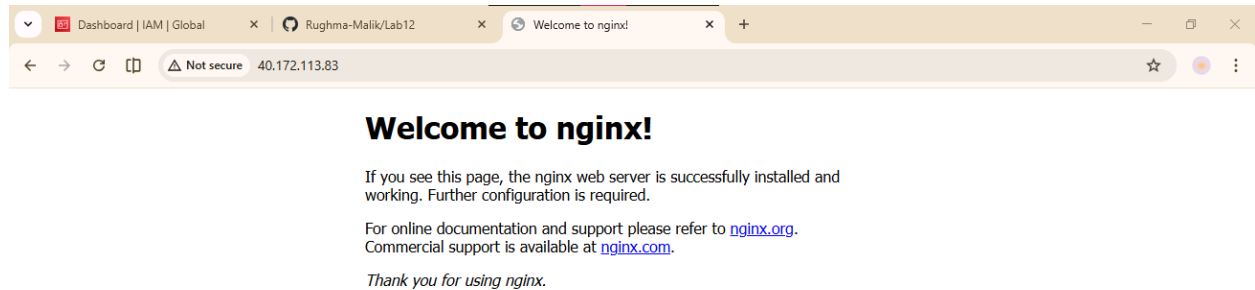 Dashboard | IAM | Global
Rughma-Malik/Lab12
Welcome to nginx!
Not secure
40.172.113.83
Welcome to nginx!
If you see this page, the nginx web server is successfully installed and
working. Further configuration is required.
For online documentation and support please refer to nginx.org.
Commercial support is available at nginx.com.
Thank you for using nginx.